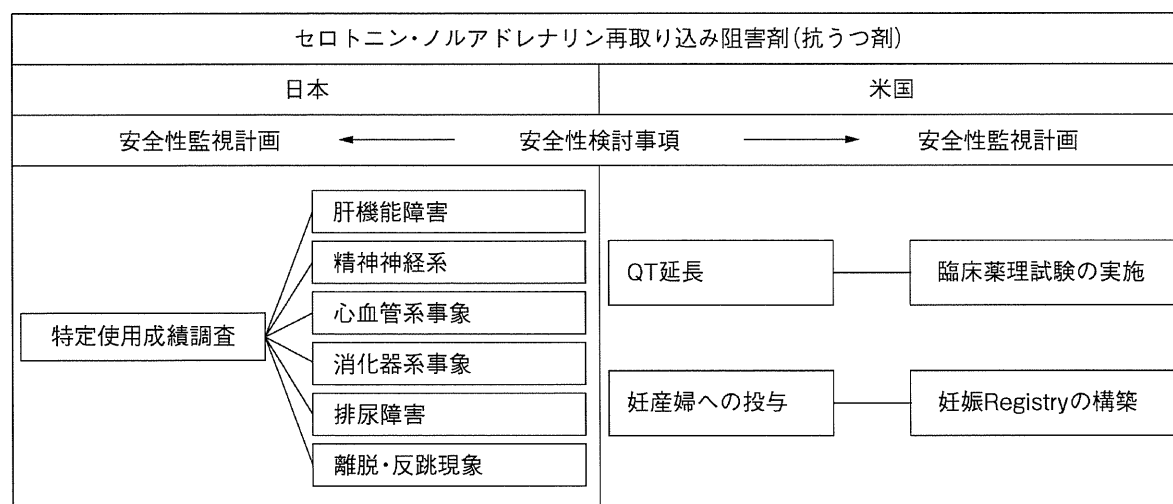 セロトニン・ノルアドレナリン再取り込み阻害剤(抗うつ剤)
日本
米国
安全性監視計画
安全性検討事項
安全性監視計画
特定使用成績調査
肝機能障害
精神神経系
心血管系事象
消化器系事象
排尿障害
離脱・反跳現象
QT延長
臨床薬理試験の実施
妊産婦への投与
妊娠Registryの構築